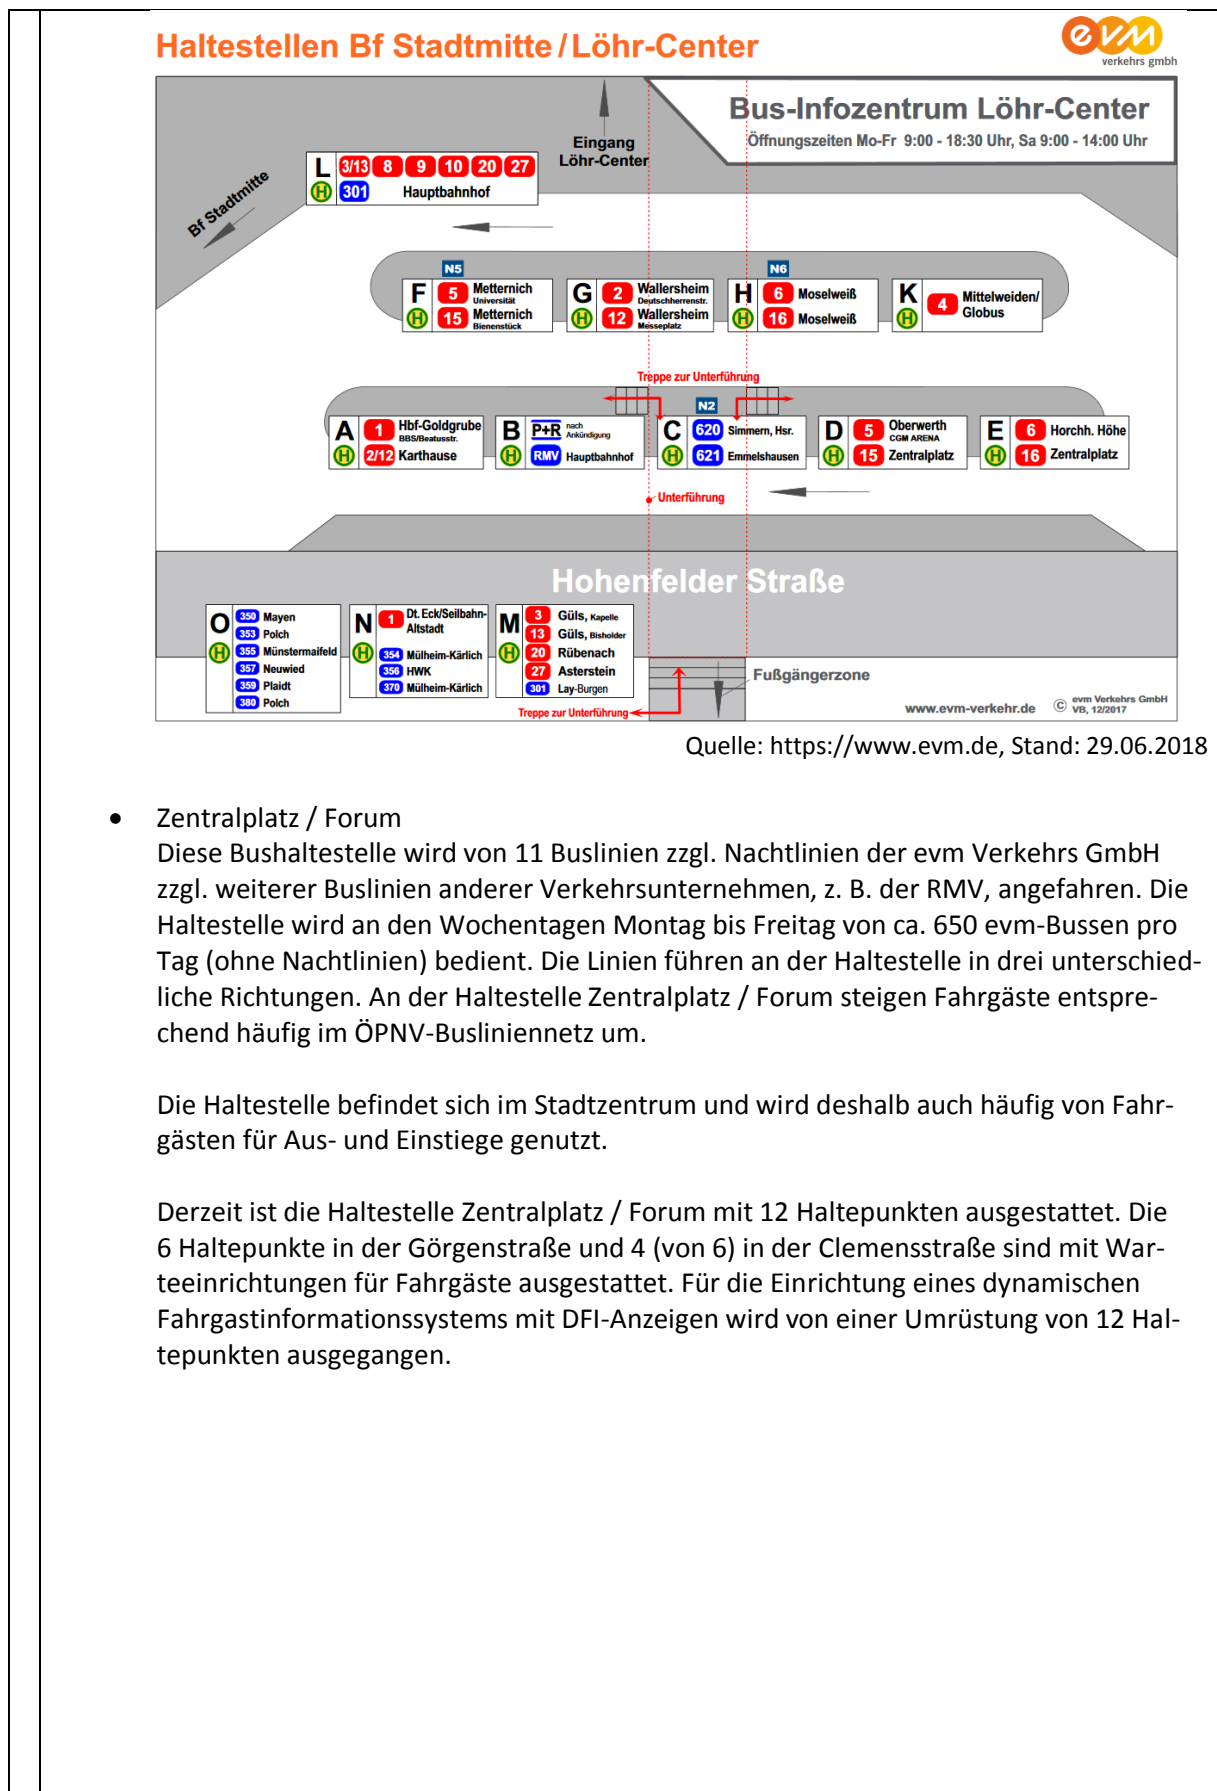 Haltestellen Bf Stadtmitte / Löhr-Center
evm
verkehrs gmbh
Bus-Infozentrum Löhr-Center
Öffnungszeiten Mo-Fr 9:00 - 18:30 Uhr, Sa 9:00 - 14:00 Uhr
Eingang
Löhr-Center
Bf Stadtmitte
L 3/13 8 9 10 20 27
H 301 Hauptbahnhof
N5
F 5 Metternich
Universität
H 15 Metternich
Bienenstück
G 2 Wallersheim
Deutschherrenstr.
H 12 Wallersheim
Messeplatz
N6
H 6 Moselweiß
H 16 Moselweiß
K 4 Mittelweiden/
H Globus
Treppe zur Unterführung
A 1 Hbf-Goldgrube
BBS/Beatusstr.
H 2/12 Karthause
B P+R nach
Ankündigung
H RMV Hauptbahnhof
N2
C 620 Simmern, Hsr.
H 621 Emmelshausen
D 5 Oberwerth
CGM ARENA
H 15 Zentralplatz
E 6 Horchh. Höhe
H 16 Zentralplatz
Unterführung
Hohenfelder Straße
O 350 Mayen
353 Polch
H 355 Münstermaifeld
357 Neuwied
359 Plaidt
380 Polch
N 1 Dt. Eck/Seilbahn-
Altstadt
H 354 Mülheim-Kärlich
356 HWK
370 Mülheim-Kärlich
M 3 Güls, Kapelle
13 Güls, Bisholder
H 20 Rübenach
27 Asterstein
301 Lay-Burgen
Treppe zur Unterführung
Fußgängerzone
www.evm-verkehr.de
© evm Verkehrs GmbH
VB, 12/2017
Quelle: https://www.evm.de, Stand: 29.06.2018
• Zentralplatz / Forum
Diese Bushaltestelle wird von 11 Buslinien zzgl. Nachtlinien der evm Verkehrs GmbH
zzgl. weiterer Buslinien anderer Verkehrsunternehmen, z. B. der RMV, angefahren. Die
Haltestelle wird an den Wochentagen Montag bis Freitag von ca. 650 evm-Bussen pro
Tag (ohne Nachtlinien) bedient. Die Linien führen an der Haltestelle in drei unterschied-
liche Richtungen. An der Haltestelle Zentralplatz / Forum steigen Fahrgäste entspre-
chend häufig im ÖPNV-Busliniennetz um.
Die Haltestelle befindet sich im Stadtzentrum und wird deshalb auch häufig von Fahr-
gästen für Aus- und Einstiege genutzt.
Derzeit ist die Haltestelle Zentralplatz / Forum mit 12 Haltepunkten ausgestattet. Die
6 Haltepunkte in der Görgenstraße und 4 (von 6) in der Clemensstraße sind mit War-
teeinrichtungen für Fahrgäste ausgestattet. Für die Einrichtung eines dynamischen
Fahrgastinformationssystems mit DFI-Anzeigen wird von einer Umrüstung von 12 Hal-
tepunkten ausgegangen.